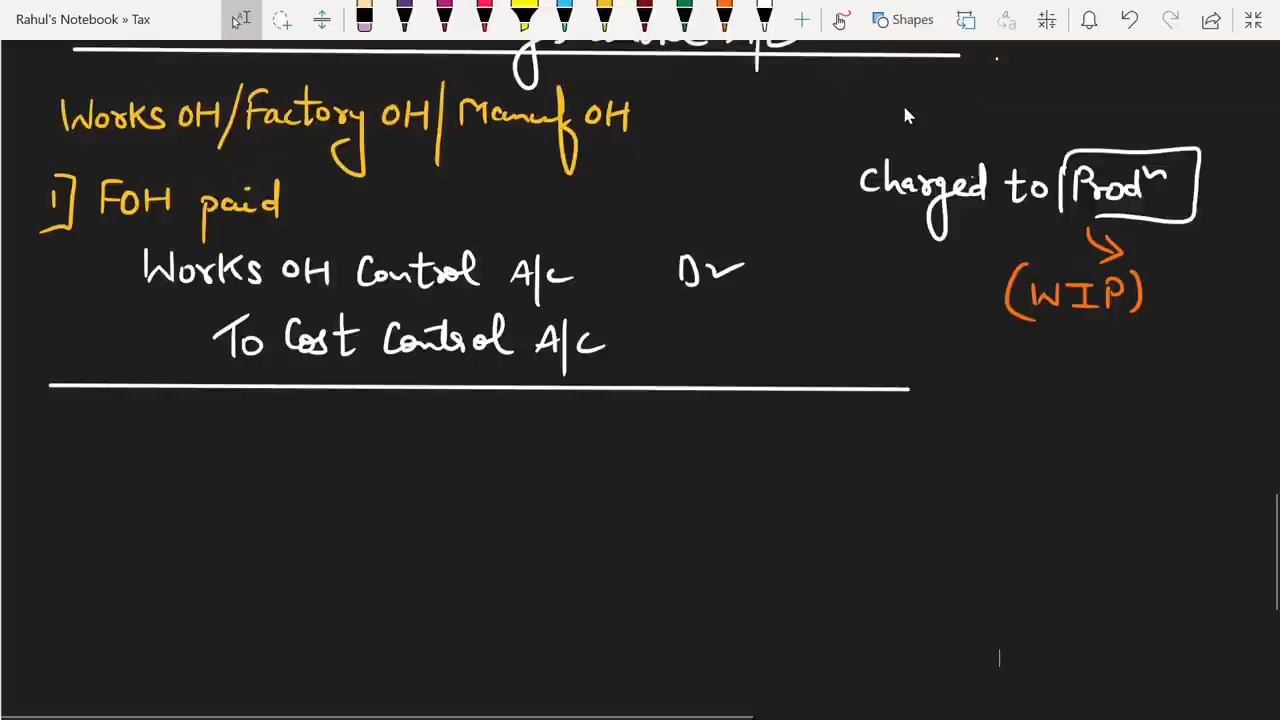 Rahul's Notebook » Tax
Shapes
Works OH/Factory OH/Manuf OH
1] FOH paid
Charged to Prodⁿ
(WIP)
Works OH Control A/c Dr
To Cost Control A/C